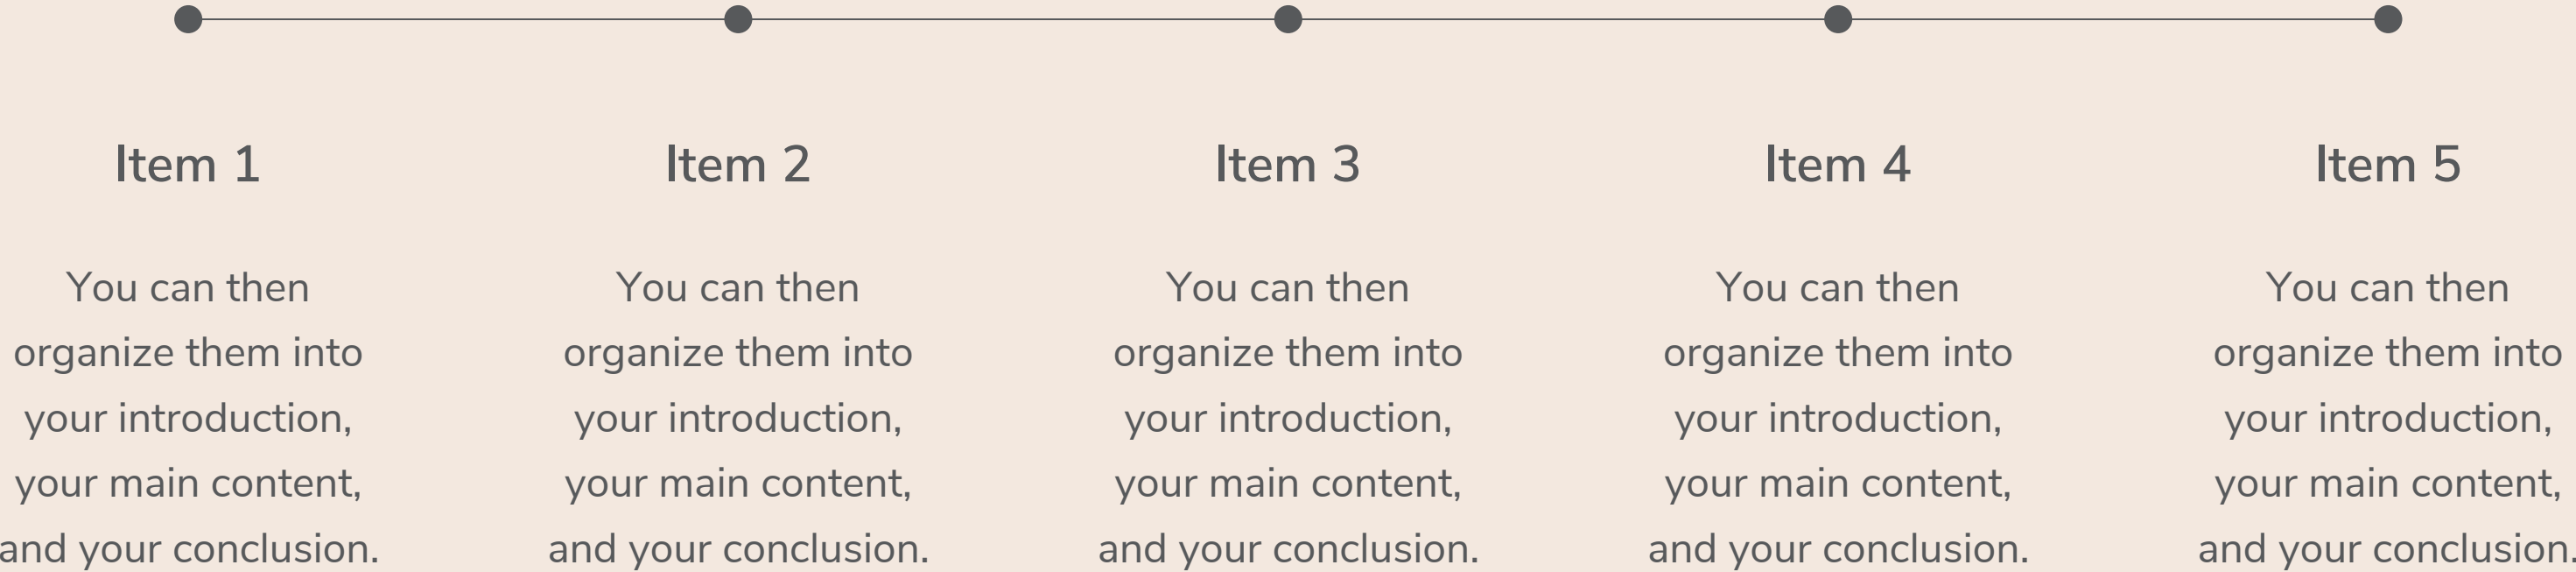 Item 1
You can then
organize them into
your introduction,
your main content,
and your conclusion.
Item 2
You can then
organize them into
your introduction,
your main content,
and your conclusion.
Item 3
You can then
organize them into
your introduction,
your main content,
and your conclusion.
Item 4
You can then
organize them into
your introduction,
your main content,
and your conclusion.
Item 5
You can then
organize them into
your introduction,
your main content,
and your conclusion.